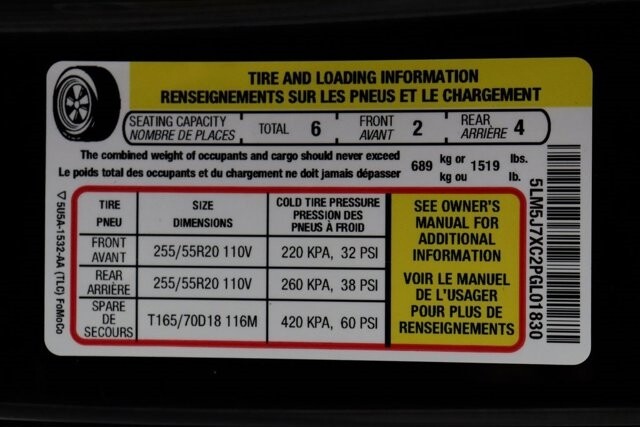 TIRE AND LOADING INFORMATION
RENSEIGNEMENTS SUR LES PNEUS ET LE CHARGEMENT
SEATING CAPACITY
NOMBRE DE PLACES
TOTAL 6
FRONT
AVANT
2
REAR
ARRIÈRE
4
The combined weight of occupants and cargo should never exceed
Le poids total des occupants et du chargement ne doit jamais dépasser
689
kg or
kg ou
1519
lbs.
lb.
TIRE
PNEU
SIZE
DIMENSIONS
COLD TIRE PRESSURE
PRESSION DES
PNEUS À FROID
FRONT
AVANT
255/55R20 110V
220 KPA, 32 PSI
REAR
ARRIÈRE
255/55R20 110V
260 KPA, 38 PSI
SPARE
DE
SECOURS
T165/70D18 116M
420 KPA, 60 PSI
SEE OWNER'S
MANUAL FOR
ADDITIONAL
INFORMATION
VOIR LE MANUEL
DE L'USAGER
POUR PLUS DE
RENSEIGNEMENTS
5U5A-1532-AA (TLC) FoMoCo
5LM5J7XC2PGL01830